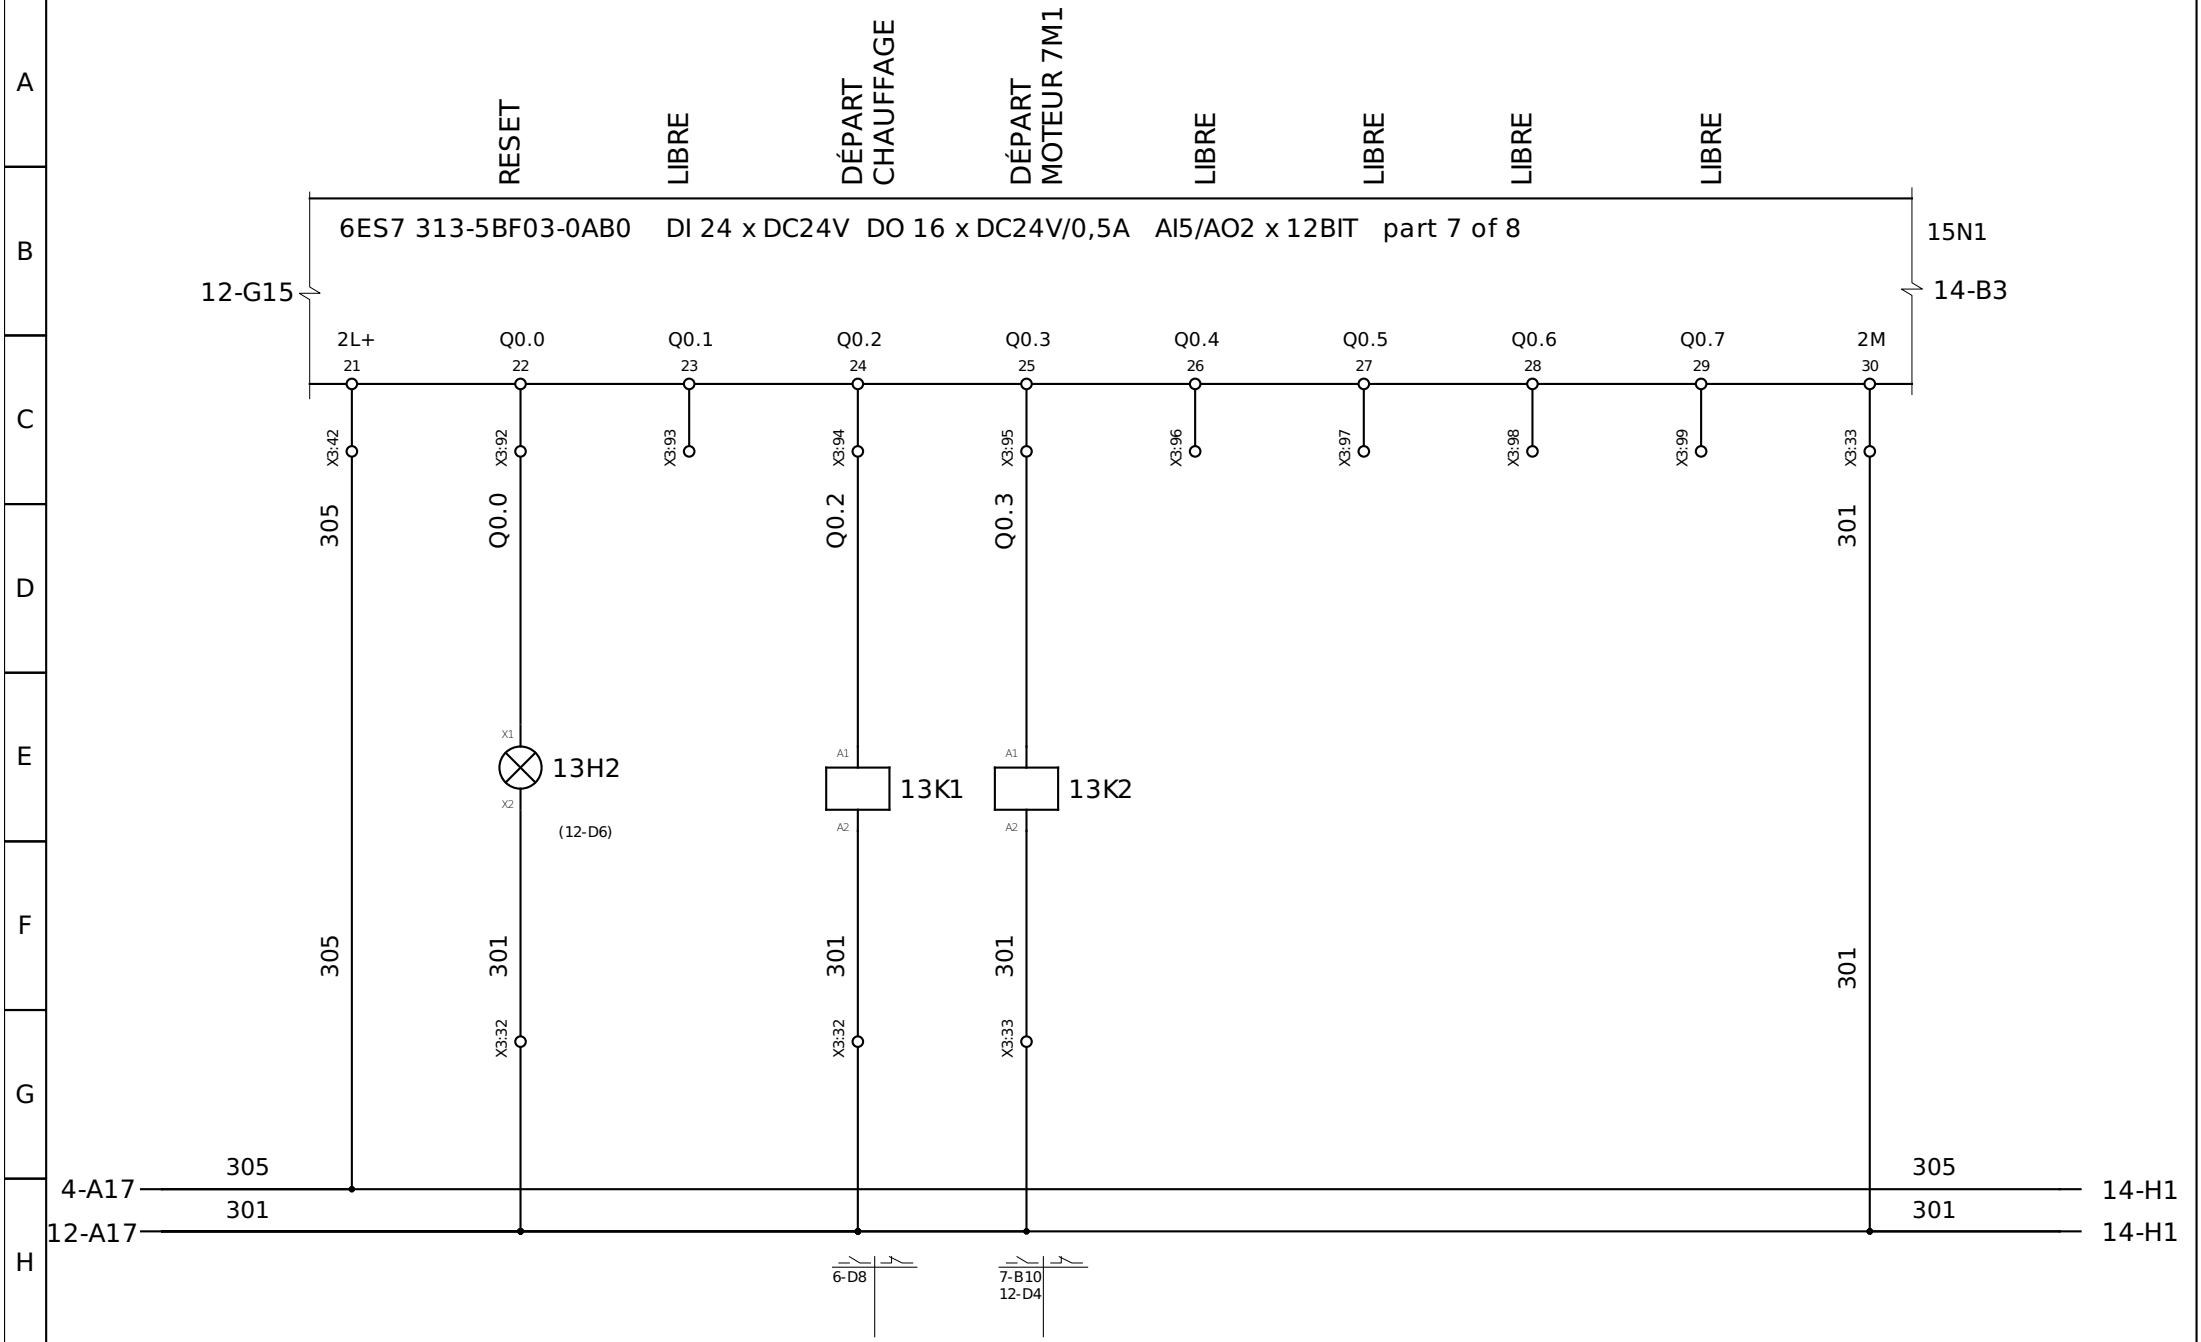 A
B
C
D
E
F
G
H
RESET
LIBRE
DÉPART
CHAUFFAGE
DÉPART
MOTEUR 7M1
LIBRE
LIBRE
LIBRE
LIBRE
6ES7 313-5BF03-0AB0 DI 24 x DC24V DO 16 x DC24V/0,5A AI5/AO2 x 12BIT part 7 of 8
15N1
12-G15
14-B3
2L+ Q0.0 Q0.1 Q0.2 Q0.3 Q0.4 Q0.5 Q0.6 Q0.7 2M
21 22 23 24 25 26 27 28 29 30
X3:42 X3:92 X3:93 X3:94 X3:95 X3:96 X3:97 X3:98 X3:99 X3:33
305 Q0.0 Q0.2 Q0.3 301
X1
13H2
X2
(12-D6)
A1
13K1
A2
A1
13K2
A2
305 301 301 301 301
X3:32 X3:32 X3:33
305 305
4-A17 14-H1
301 301
12-A17 14-H1
6-D8
7-B10
12-D4